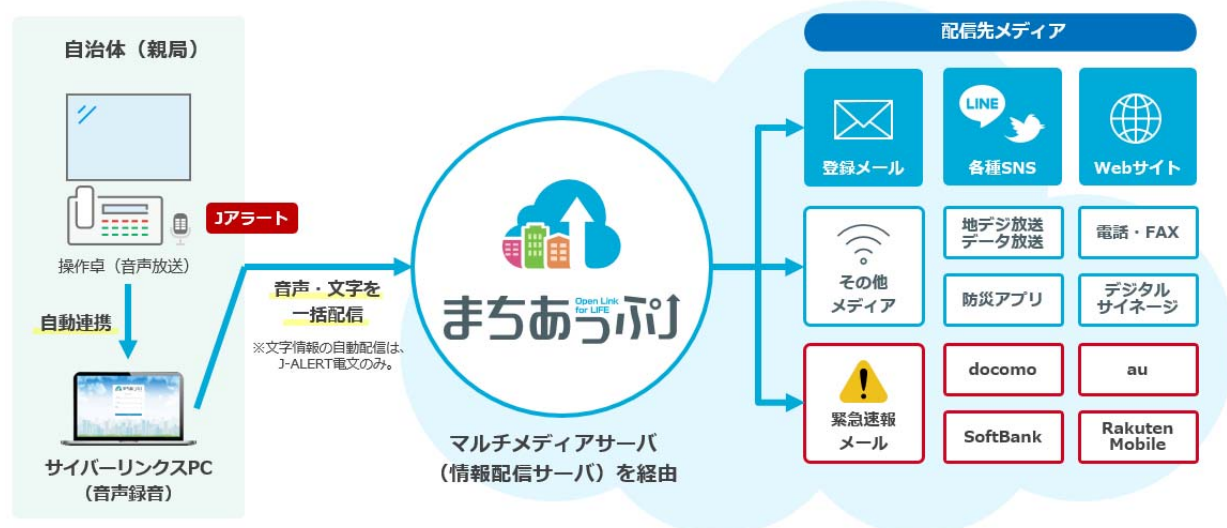 自治体（親局）
Jアラート
操作卓（音声放送）
自動連携
サイバーリンクスPC
（音声録音）
音声・文字を
一括配信
※文字情報の自動配信は、
J-ALERT電文のみ。
まちあっぷ
Open Link
for LIFE
マルチメディアサーバ
（情報配信サーバ）を経由
配信先メディア
登録メール
LINE
各種SNS
Webサイト
その他
メディア
地デジ放送
データ放送
電話・FAX
防災アプリ
デジタル
サイネージ
緊急速報
メール
docomo
au
SoftBank
Rakuten
Mobile